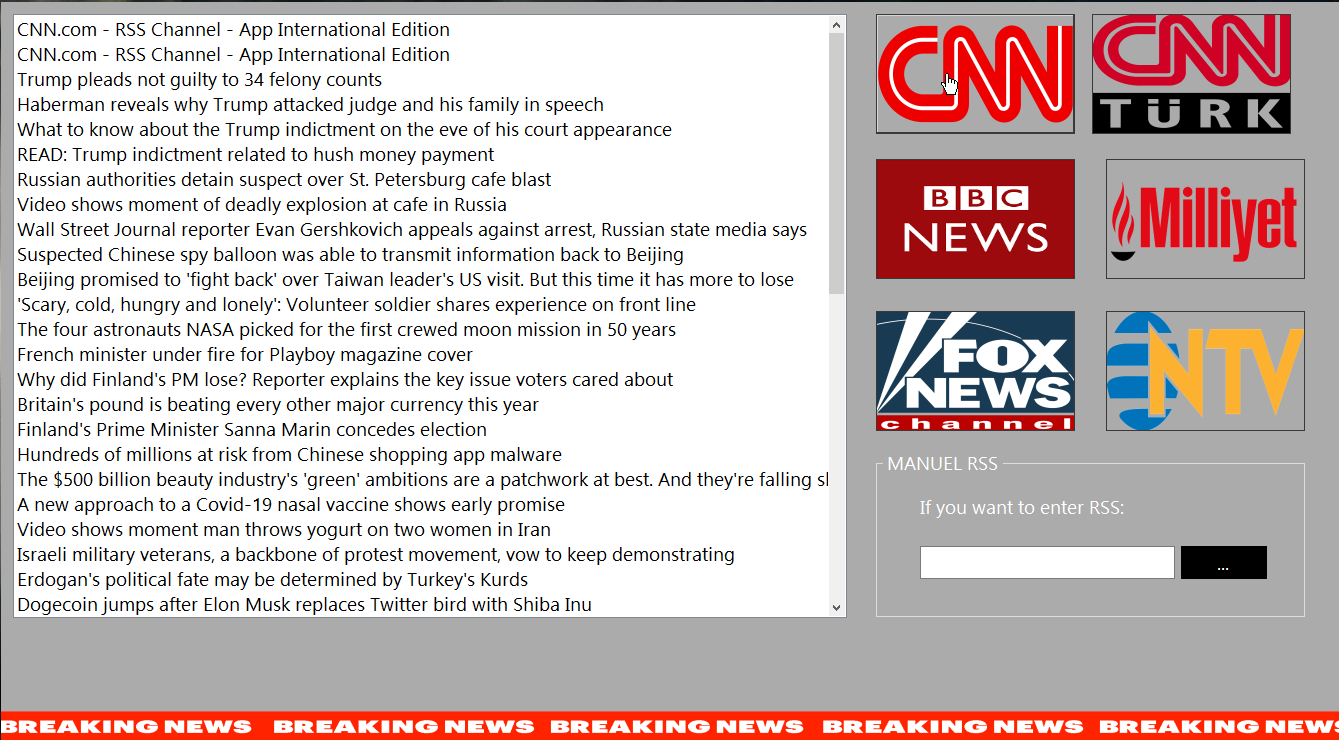 CNN.com - RSS Channel - App International Edition
CNN.com - RSS Channel - App International Edition
Trump pleads not guilty to 34 felony counts
Haberman reveals why Trump attacked judge and his family in speech
What to know about the Trump indictment on the eve of his court appearance
READ: Trump indictment related to hush money payment
Russian authorities detain suspect over St. Petersburg cafe blast
Video shows moment of deadly explosion at cafe in Russia
Wall Street Journal reporter Evan Gershkovich appeals against arrest, Russian state media says
Suspected Chinese spy balloon was able to transmit information back to Beijing
Beijing promised to 'fight back' over Taiwan leader's US visit. But this time it has more to lose
'Scary, cold, hungry and lonely': Volunteer soldier shares experience on front line
The four astronauts NASA picked for the first crewed moon mission in 50 years
French minister under fire for Playboy magazine cover
Why did Finland's PM lose? Reporter explains the key issue voters cared about
Britain's pound is beating every other major currency this year
Finland's Prime Minister Sanna Marin concedes election
Hundreds of millions at risk from Chinese shopping app malware
The $500 billion beauty industry's 'green' ambitions are a patchwork at best. And they're falling
A new approach to a Covid-19 nasal vaccine shows early promise
Video shows moment man throws yogurt on two women in Iran
Israeli military veterans, a backbone of protest movement, vow to keep demonstrating
Erdogan's political fate may be determined by Turkey's Kurds
Dogecoin jumps after Elon Musk replaces Twitter bird with Shiba Inu
CNN
CNN
TÜRK
BBC
NEWS
Milliyet
FOX
NEWS
channel
NTV
MANUEL RSS
If you want to enter RSS:
...
BREAKING NEWS BREAKING NEWS BREAKING NEWS BREAKING NEWS BREAKING NEWS